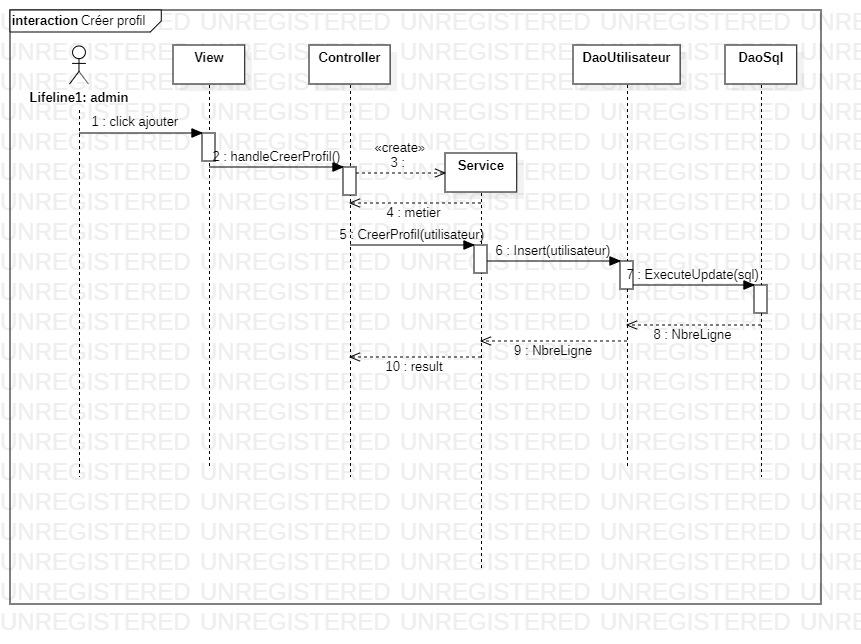 interaction Créer profil
View
Controller
DaoUtilisateur
DaoSql
Lifeline1: admin
1 : click ajouter
2 : handleCreerProfil()
«create»
3 :
Service
4 : metier
5 : CreerProfil(utilisateur)
6 : Insert(utilisateur)
7 : ExecuteUpdate(sql)
8 : NbreLigne
9 : NbreLigne
10 : result
UNREGISTERED UNREGISTERED UNREGISTERED UNREGISTERED